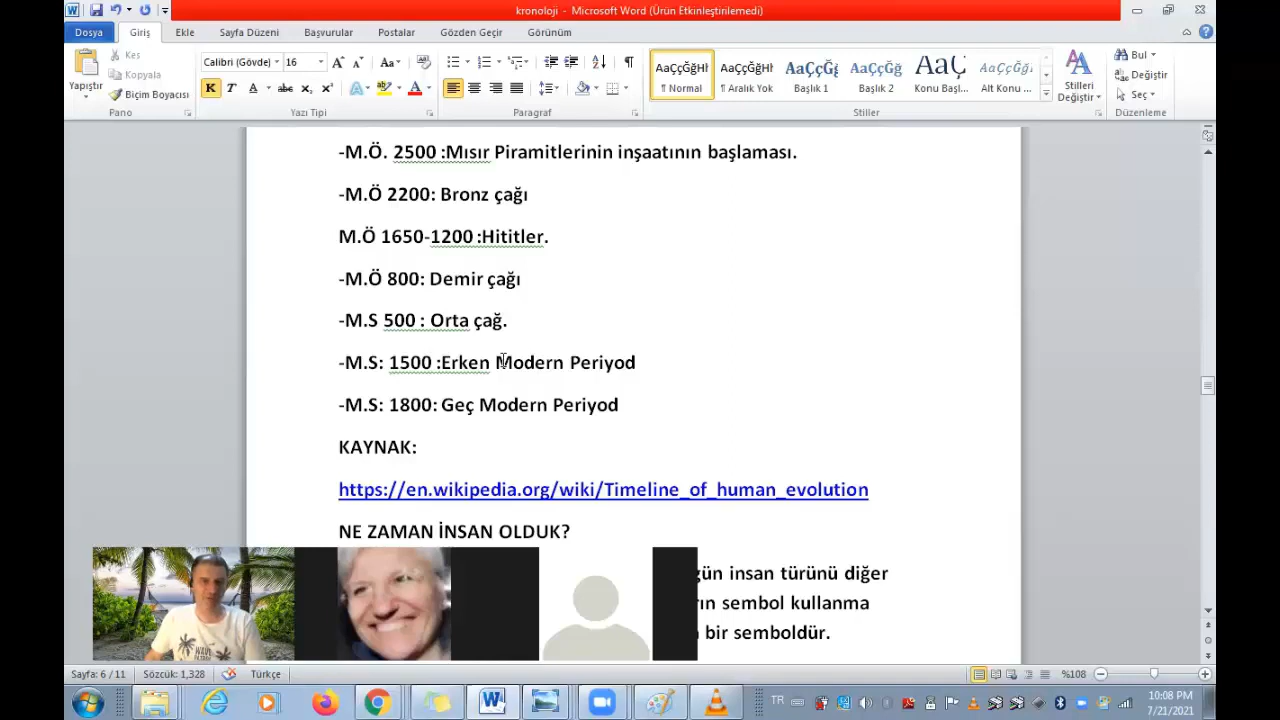 kronoloji - Microsoft Word (Ürün Etkinleştirilemedi)
Dosya Giriş Ekle Sayfa Düzeni Başvurular Postalar Gözden Geçir Görünüm
Yapıştır
Kes
Kopyala
Biçim Boyacısı
Pano
Calibri (Gövde) 16
Yazı Tipi
Paragraf
AaÇçĞğHł AaÇçĞğHł AaÇçĞğ AaÇçĞğ AaÇç AaÇçĞğ
¶ Normal ¶ Aralık Yok Başlık 1 Başlık 2 Konu Başl... Alt Konu ...
Stiller
Stilleri Değiştir
Bul
Değiştir
Seç
Düzenleme
-M.Ö. 2500 :Mısır Piramitlerinin inşaatının başlaması.
-M.Ö 2200: Bronz çağı
M.Ö 1650-1200 :Hititler.
-M.Ö 800: Demir çağı
-M.S 500 : Orta çağ.
-M.S: 1500 :Erken Modern Periyod
-M.S: 1800: Geç Modern Periyod
KAYNAK:
https://en.wikipedia.org/wiki/Timeline_of_human_evolution
NE ZAMAN İNSAN OLDUK?
gün insan türünü diğer
rın sembol kullanma
bir semboldür.
Sayfa: 6 / 11 Sözcük: 1,328 Türkçe %108
TR
10:08 PM
7/21/2021